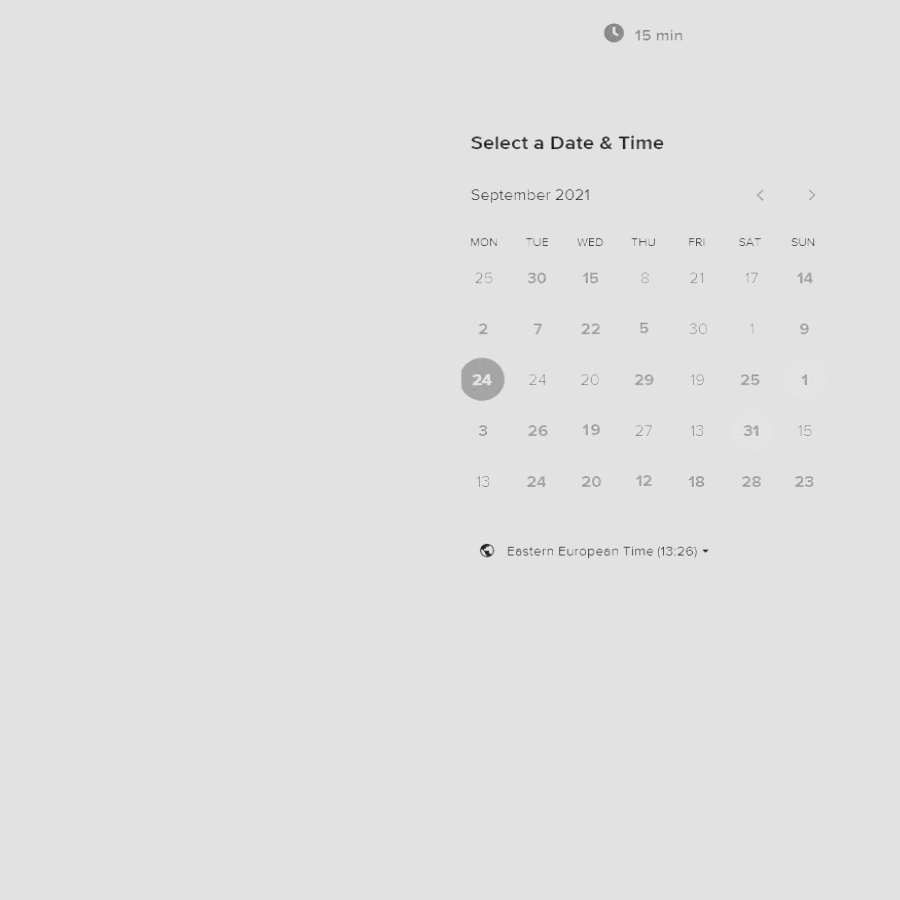 15 min
Select a Date & Time
September 2021
MON TUE WED THU FRI SAT SUN
25 30 15 8 21 17 14
2 7 22 5 30 1 9
24 24 20 29 19 25 1
3 26 19 27 13 31 15
13 24 20 12 18 28 23
Eastern European Time (13:26)